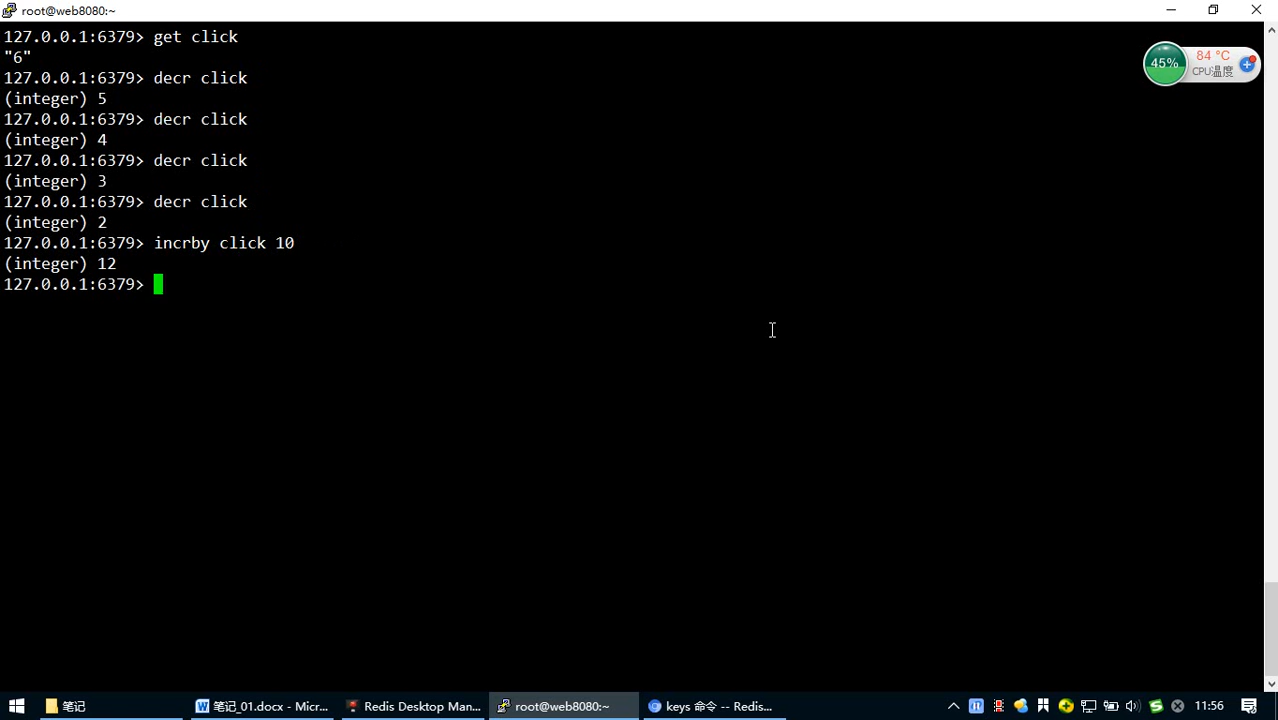 root@web8080:~
127.0.0.1:6379> get click
"6"
127.0.0.1:6379> decr click
(integer) 5
127.0.0.1:6379> decr click
(integer) 4
127.0.0.1:6379> decr click
(integer) 3
127.0.0.1:6379> decr click
(integer) 2
127.0.0.1:6379> incrby click 10
(integer) 12
127.0.0.1:6379>
45%
84 °C
CPU温度
笔记
笔记_01.docx - Micr...
Redis Desktop Man...
root@web8080:~
keys 命令 -- Redis...
11:56